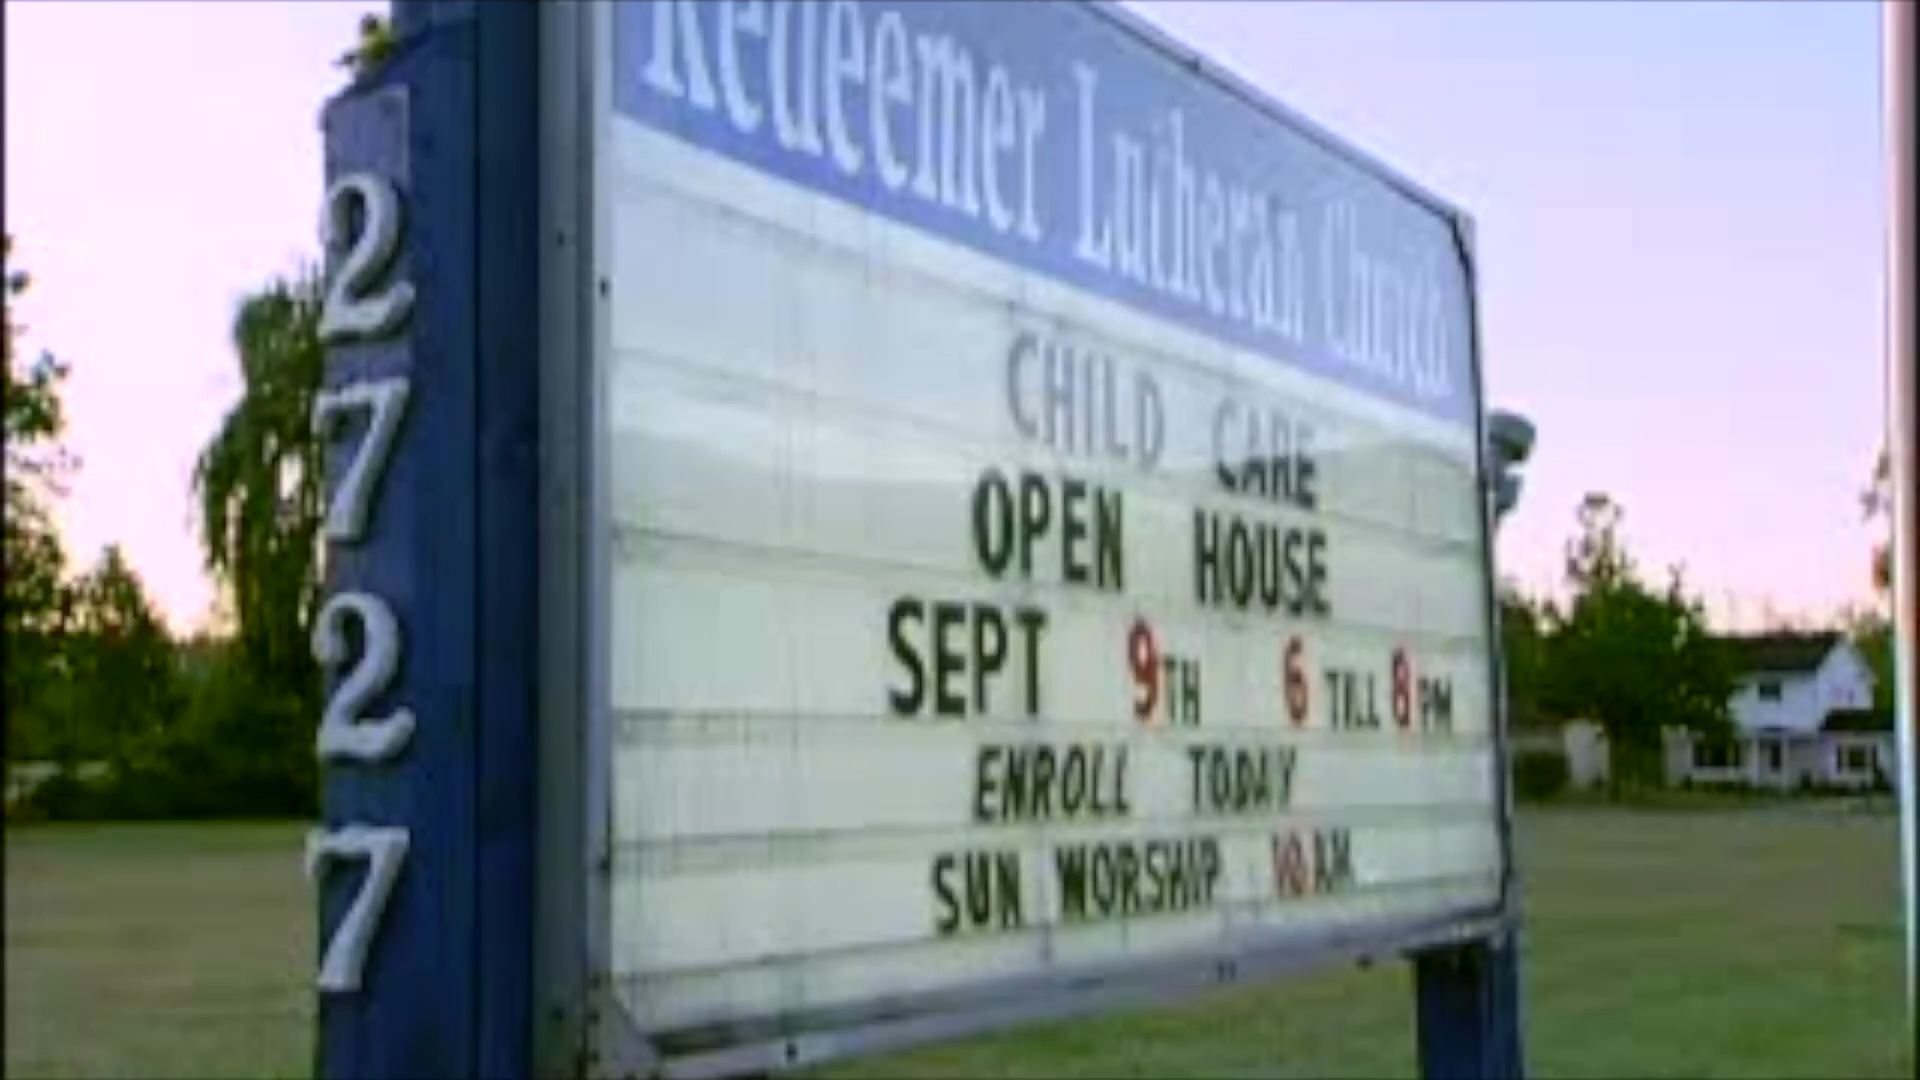 Redeemer Lutheran Church
CHILD CARE
OPEN HOUSE
SEPT 9TH 6 TILL 8PM
ENROLL TODAY
SUN WORSHIP 10AM
2727